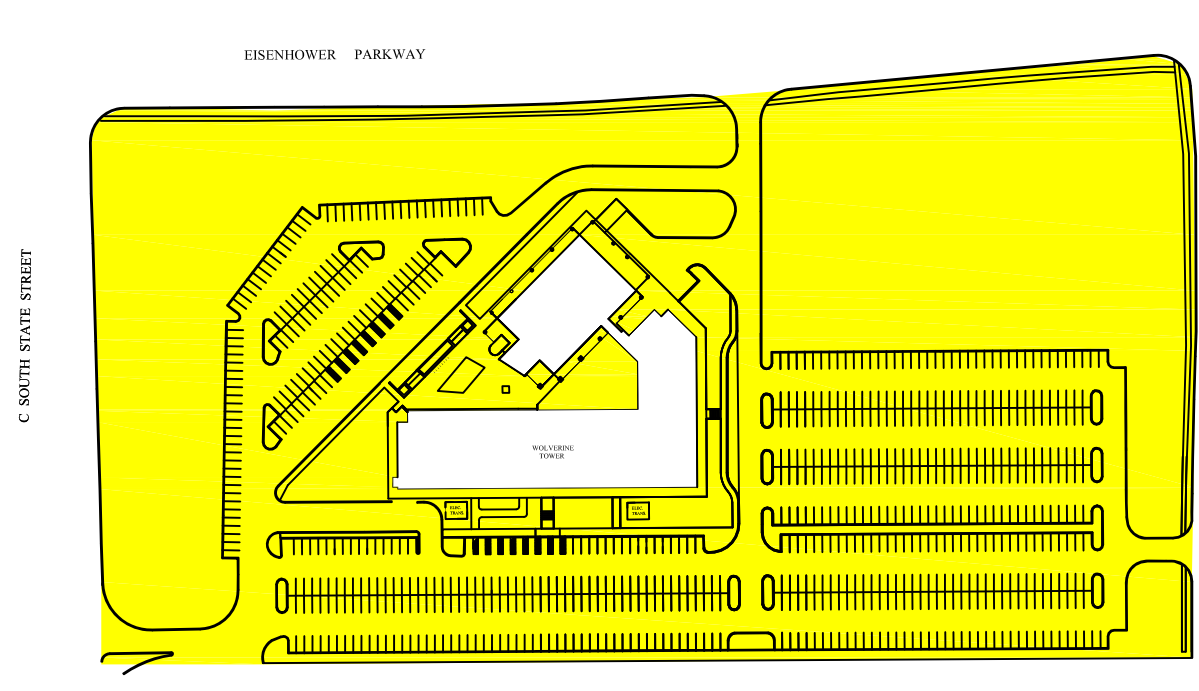 EISENHOWER PARKWAY
C SOUTH STATE STREET
WOLVERINE
TOWER
ELEC.
TRANS.
ELEC.
TRANS.